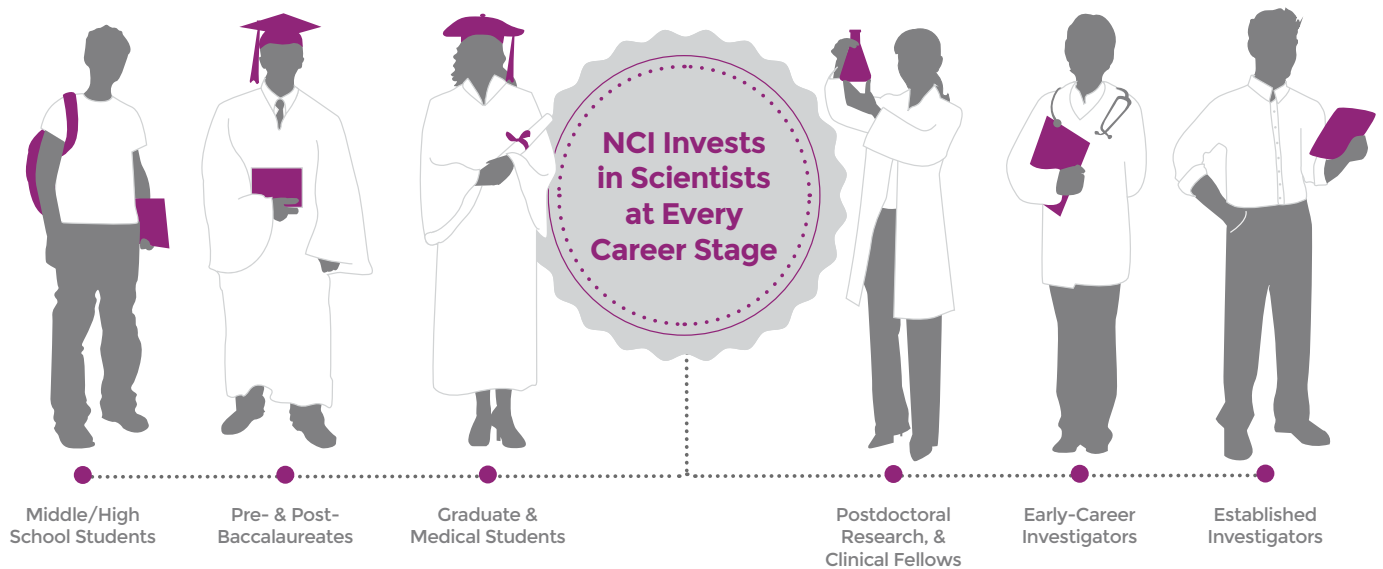 NCI Invests
in Scientists
at Every
Career Stage
Middle/High
School Students
Pre- & Post-
Baccalaureates
Graduate &
Medical Students
Postdoctoral
Research, &
Clinical Fellows
Early-Career
Investigators
Established
Investigators